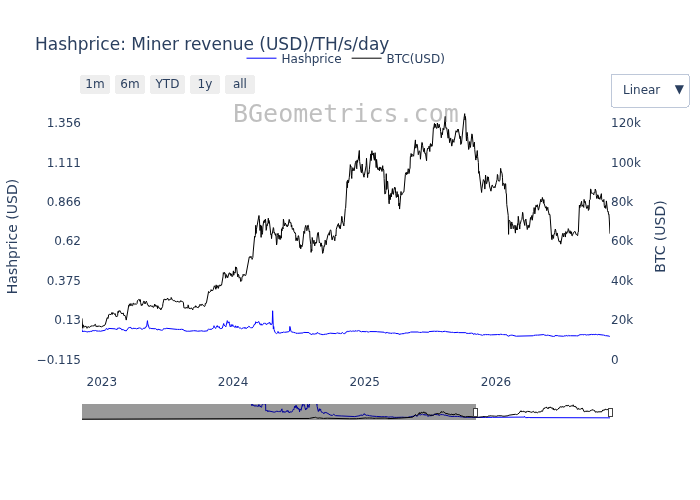 Hashprice: Miner revenue (USD)/TH/s/day
Hashprice BTC(USD)
1m 6m YTD 1y all
Linear ▼
BGeometrics.com
1.356
1.111
0.866
0.62
0.375
0.13
−0.115
Hashprice (USD)
120k
100k
80k
60k
40k
20k
0
BTC (USD)
2023 2024 2025 2026